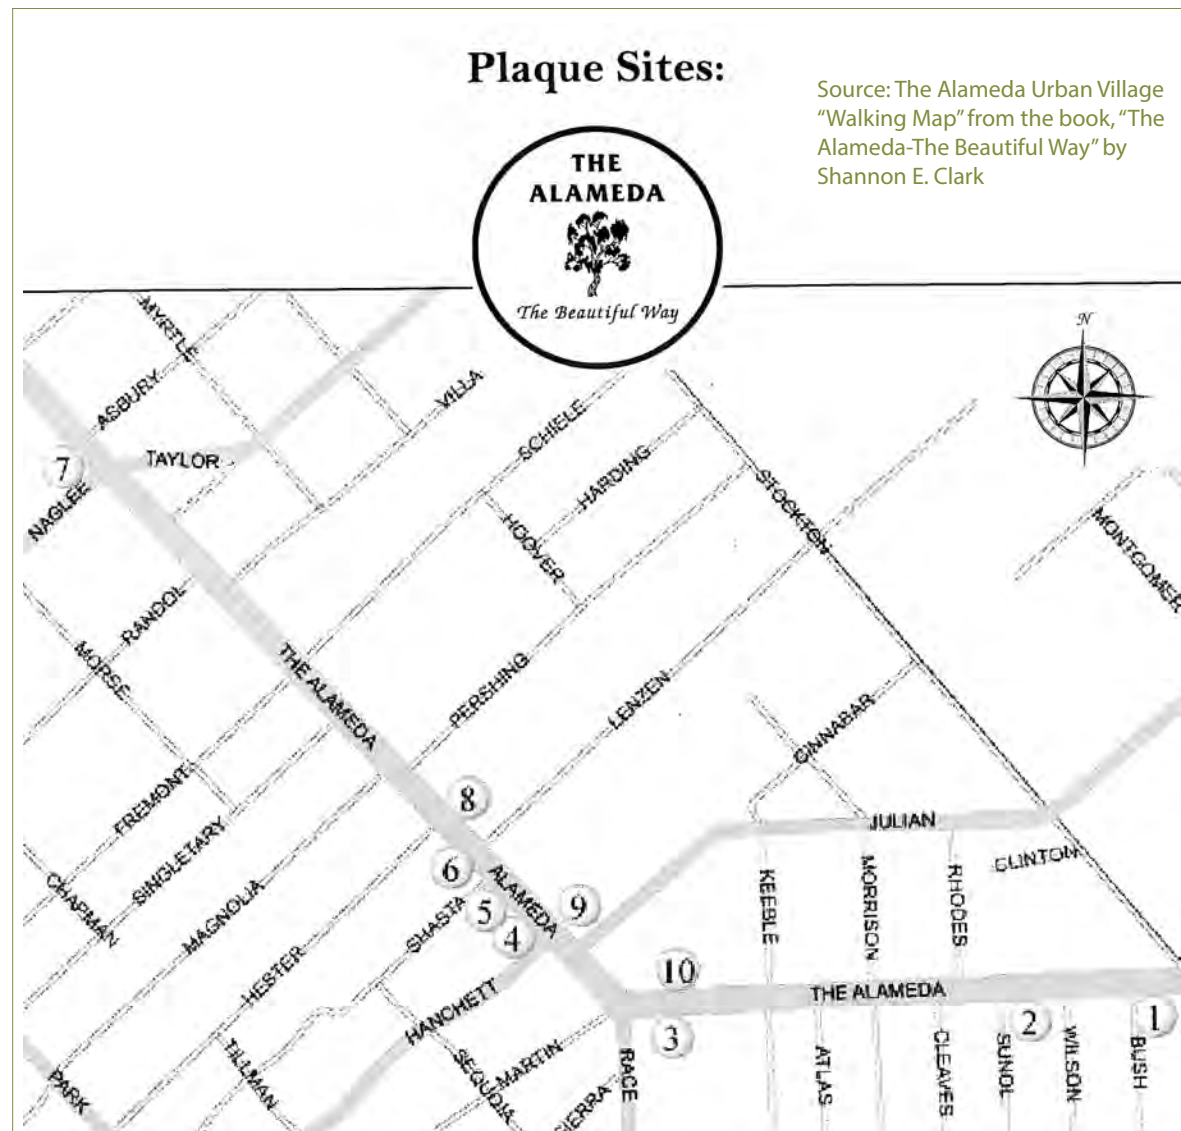 Plaque Sites:
Source: The Alameda Urban Village
“Walking Map” from the book, “The
Alameda-The Beautiful Way” by
Shannon E. Clark
THE
ALAMEDA
The Beautiful Way
N
MYRTLE
ASBURY
VILLA
TAYLOR
7
NAGLEE
SCHIELE
HARDING
HOOVER
STOCKTON
MONTGOMER
RANDOL
MORSE
THE ALAMEDA
PERSHING
LENZEN
CINNABAR
FREMONT
8
JULIAN
SINGLETARY
CLINTON
6
ALAMEDA
KEEBLE
MORRISON
RHODES
CHAPMAN
MAGNOLIA
SHASTA
5
9
4
HESTER
HANCHETT
10
THE ALAMEDA
3
2
1
PARK
TILLMAN
SEQUOIA
MARTIN
IERRA
RACE
ATLAS
CLEAVES
SUNOL
WILSON
BUSH